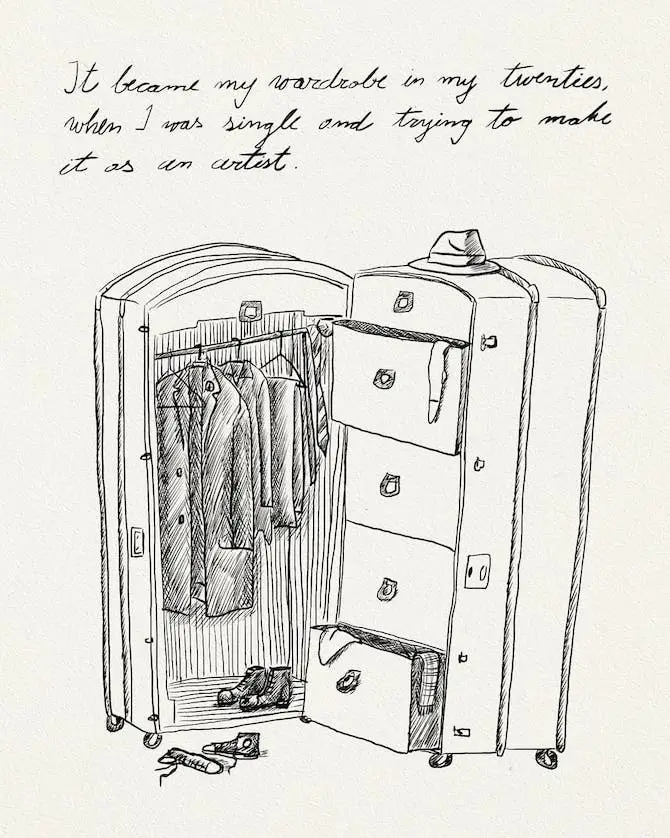 It became my wardrobe in my twenties,
when I was single and trying to make
it as an artist.